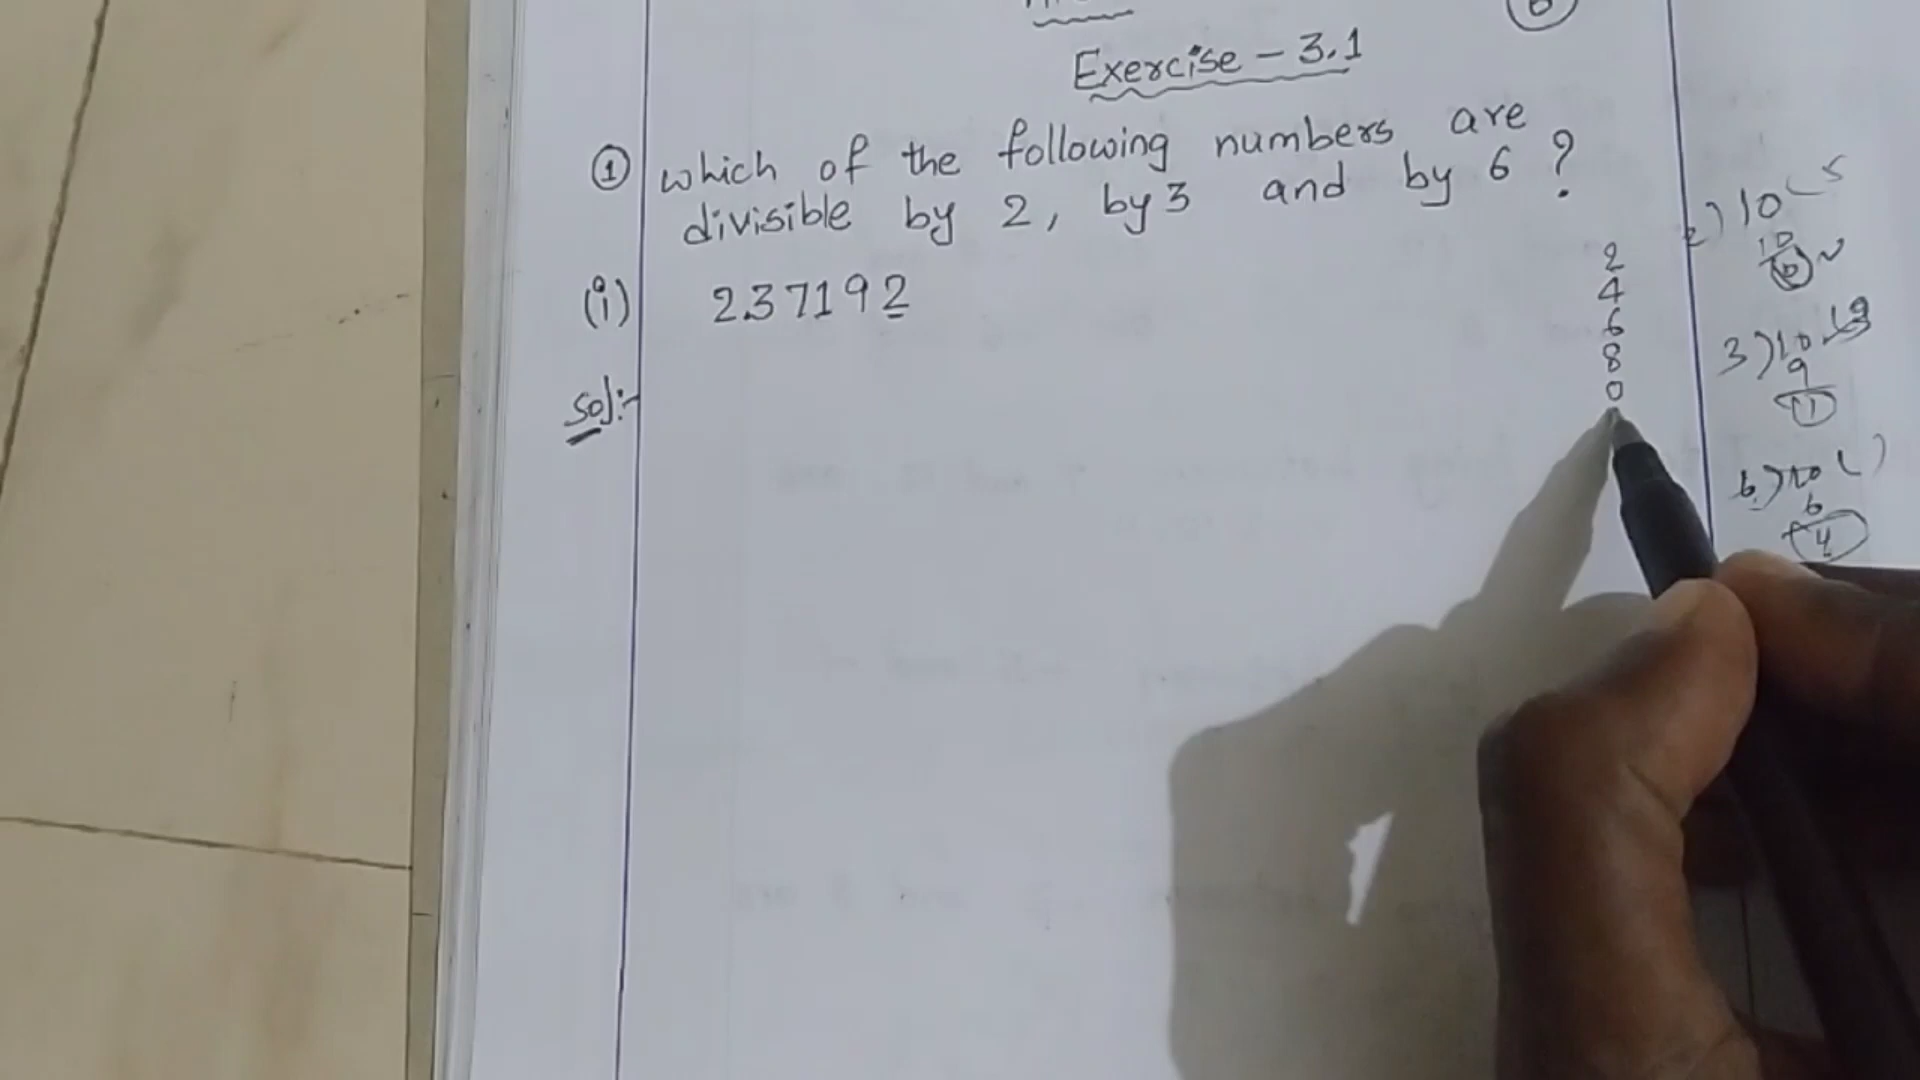 Exercise - 3.1
① which of the following numbers are
divisible by 2, by 3 and by 6 ?
(i) 237192
Sol:-
2
4
6
8
0
2) 10 ( 5
10
0
3) 10 ( 3
9
1
6) 10 ( 1
6
4